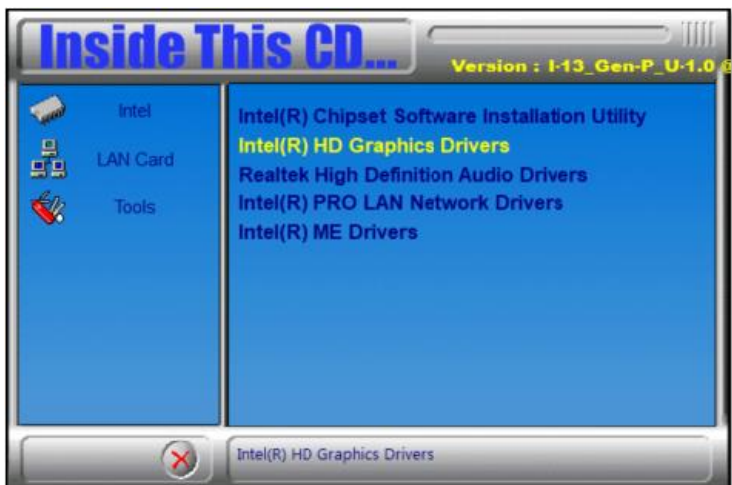 Inside This CD...
Version : I-13_Gen-P_U-1.0 @
Intel
LAN Card
Tools
Intel(R) Chipset Software Installation Utility
Intel(R) HD Graphics Drivers
Realtek High Definition Audio Drivers
Intel(R) PRO LAN Network Drivers
Intel(R) ME Drivers
Intel(R) HD Graphics Drivers